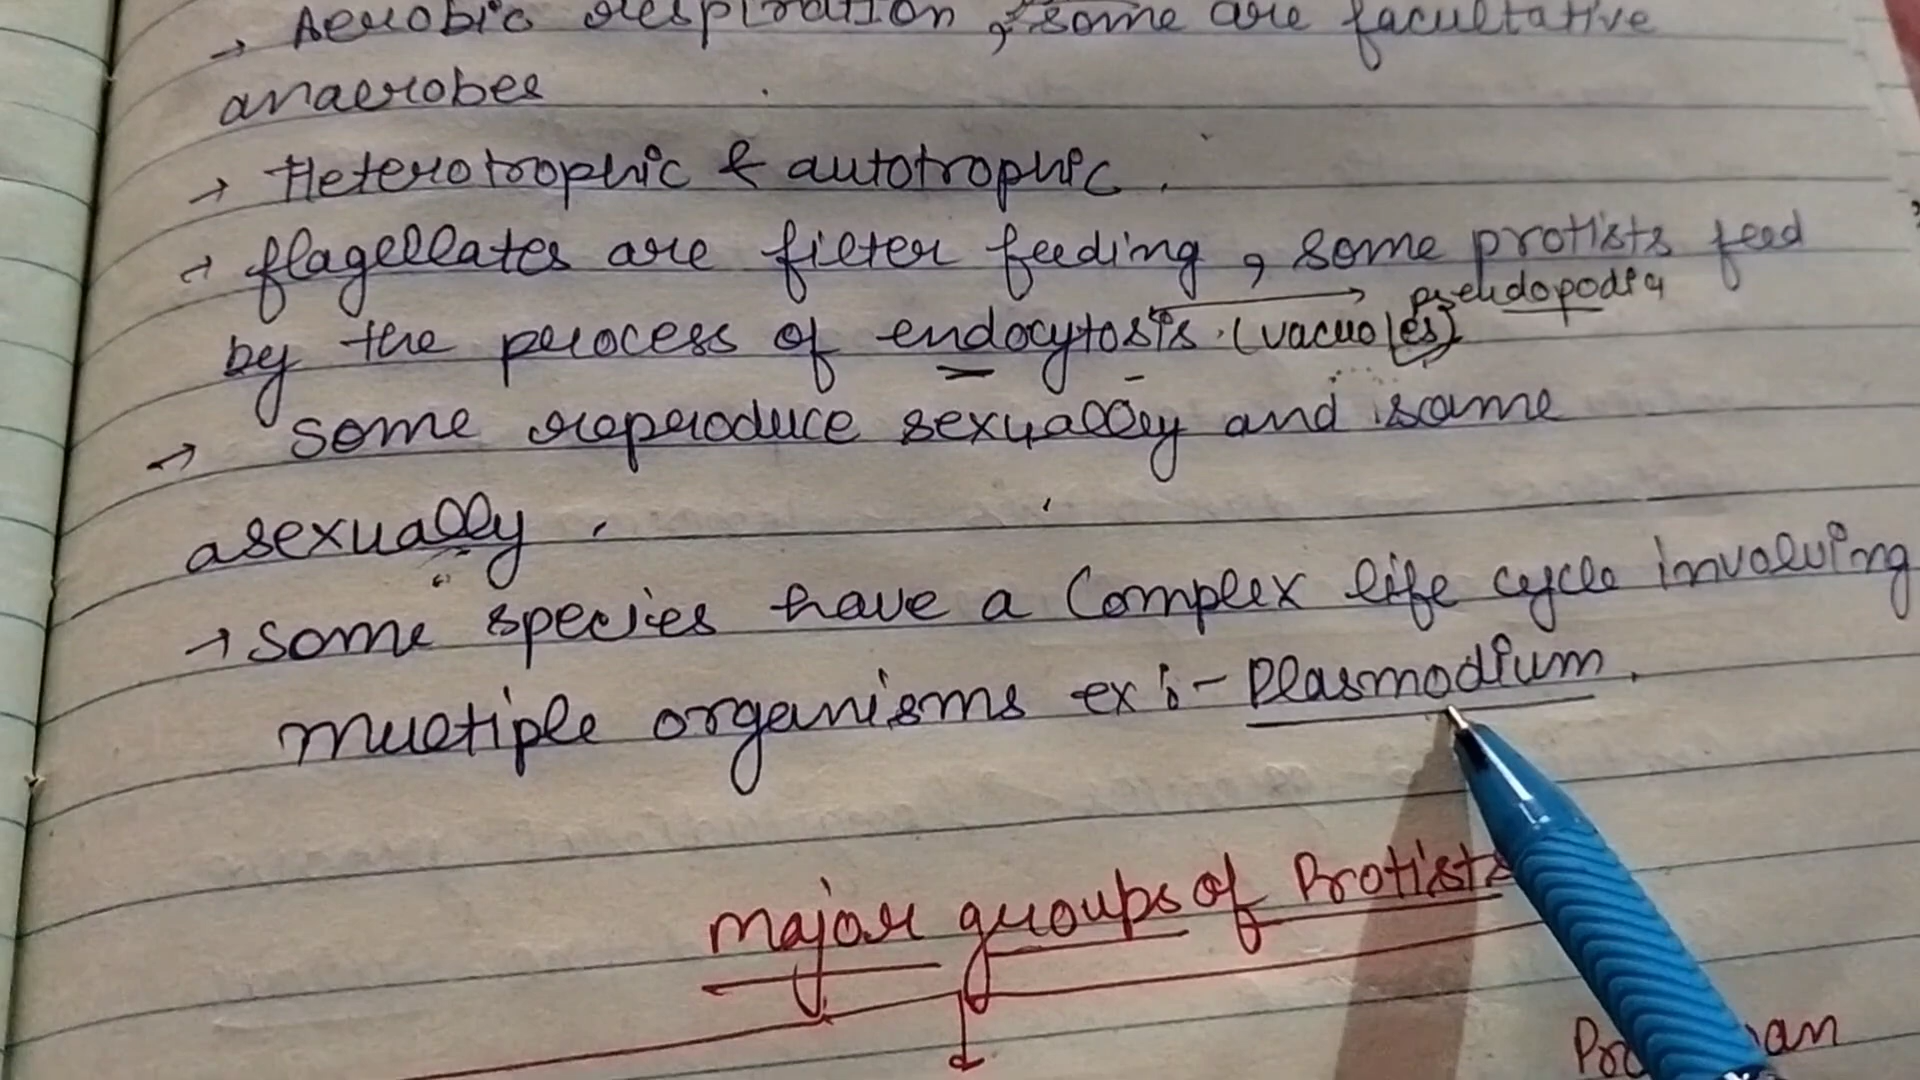 → Aerobic respiration, some are facultative
anaerobes
→ Heterotrophic & autotrophic.
→ flagellates are filter feeding, some protists feed
pseudopodia
by the process of endocytosis. (vacuoles)
→ some reproduce sexually and some
asexually.
→ some species have a complex life cycle involving
multiple organisms ex :- Plasmodium.
major groups of Protists